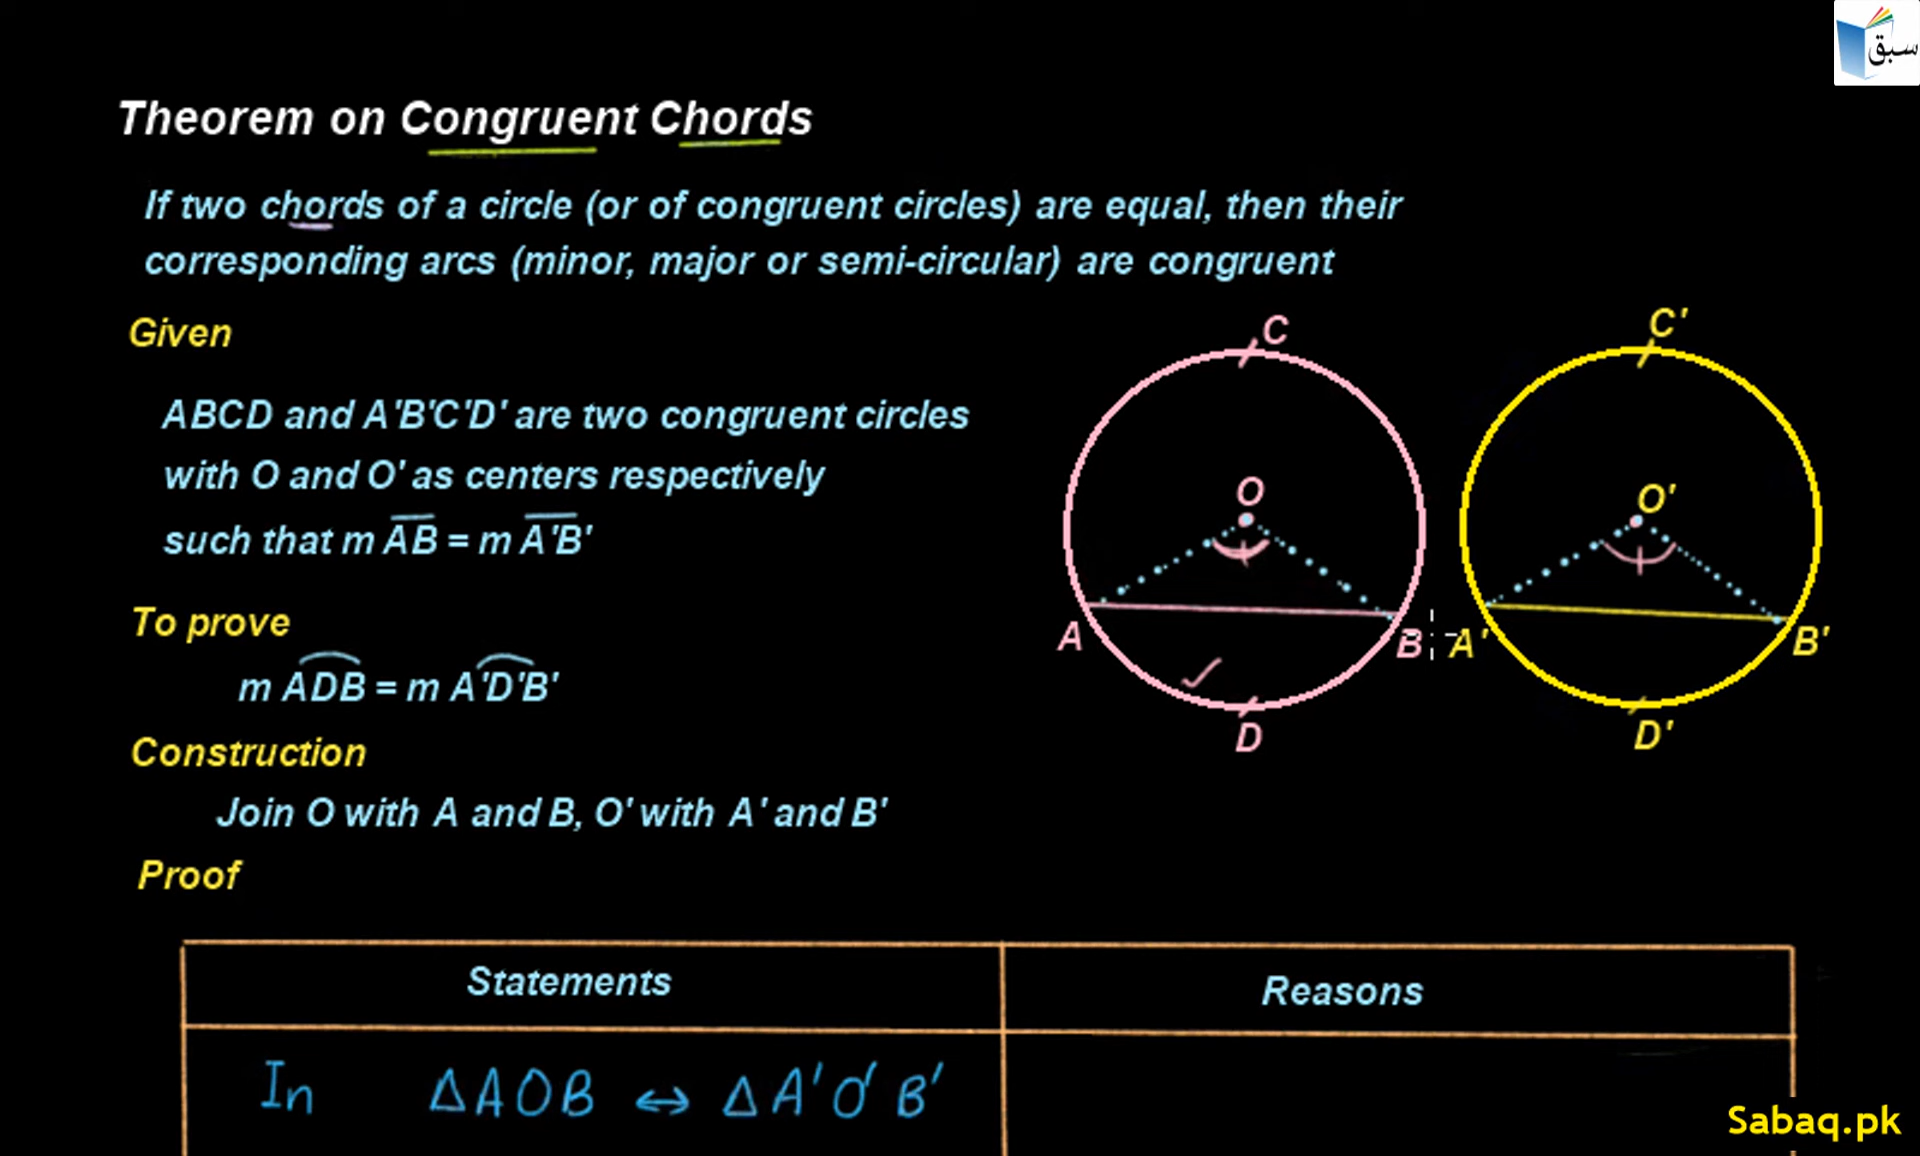 سبق
Theorem on Congruent Chords
If two chords of a circle (or of congruent circles) are equal, then their
corresponding arcs (minor, major or semi-circular) are congruent
Given
ABCD and A'B'C'D' are two congruent circles
with O and O' as centers respectively
such that m A̅B̅ = m A̅'B̅'
To prove
m ADB = m A'D'B'
Construction
Join O with A and B, O' with A' and B'
Proof
C
O
A
B
D
C'
O'
A'
B'
D'
Statements
Reasons
In ΔAOB ↔ ΔA'O'B'
Sabaq.pk